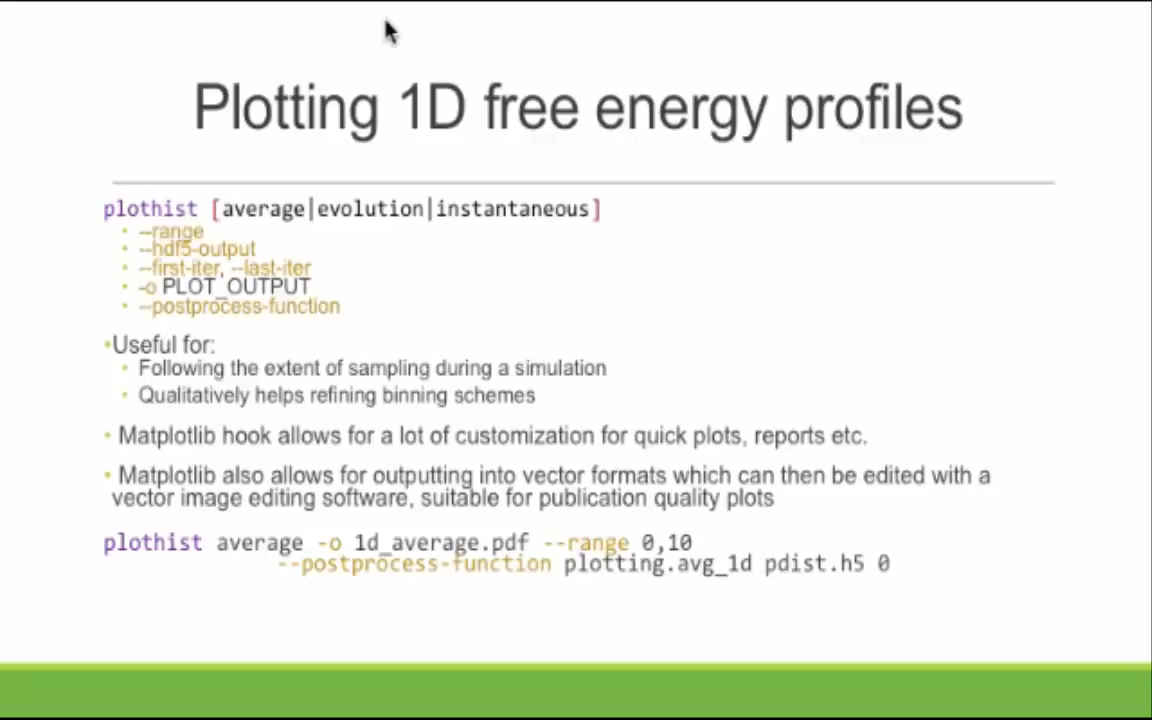 Plotting 1D free energy profiles
plothist [average|evolution|instantaneous]
• --range
• --hdf5-output
• --first-iter, --last-iter
• -o PLOT_OUTPUT
• --postprocess-function
•Useful for:
• Following the extent of sampling during a simulation
• Qualitatively helps refining binning schemes
• Matplotlib hook allows for a lot of customization for quick plots, reports etc.
• Matplotlib also allows for outputting into vector formats which can then be edited with a
vector image editing software, suitable for publication quality plots
plothist average -o 1d_average.pdf --range 0,10
--postprocess-function plotting.avg_1d pdist.h5 0